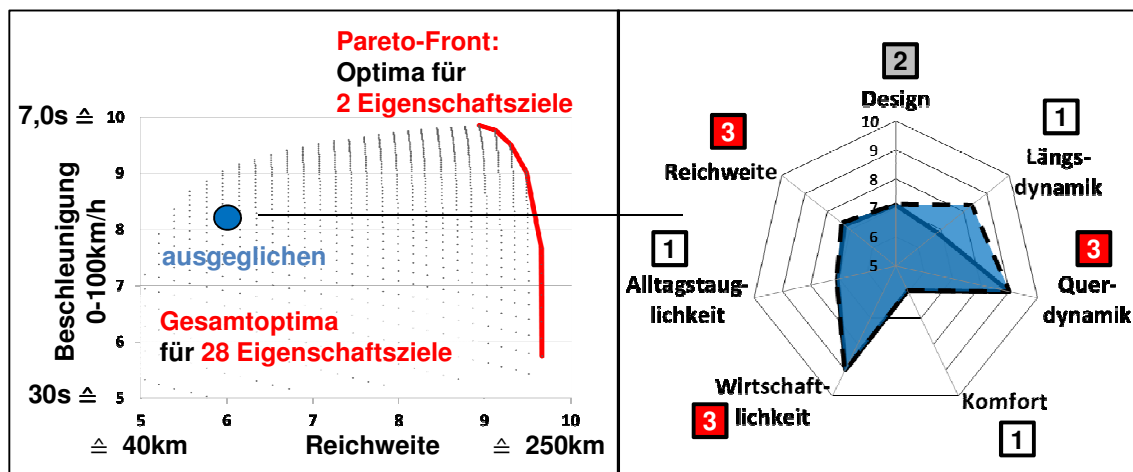 Pareto-Front:
Optima für
2 Eigenschaftsziele
7,0s ≙
10
9
8
7
6
5
Beschleunigung
0-100km/h
ausgeglichen
Gesamtoptima
für 28 Eigenschaftsziele
30s ≙
5
6
7
8
9
10
≙ 40km
Reichweite
≙ 250km
2
Design
10
9
8
7
6
5
1
Längs-
dynamik
3
Quer-
dynamik
Komfort
1
Wirtschaft-
lichkeit
3
1
Alltagstaug-
lichkeit
3
Reichweite